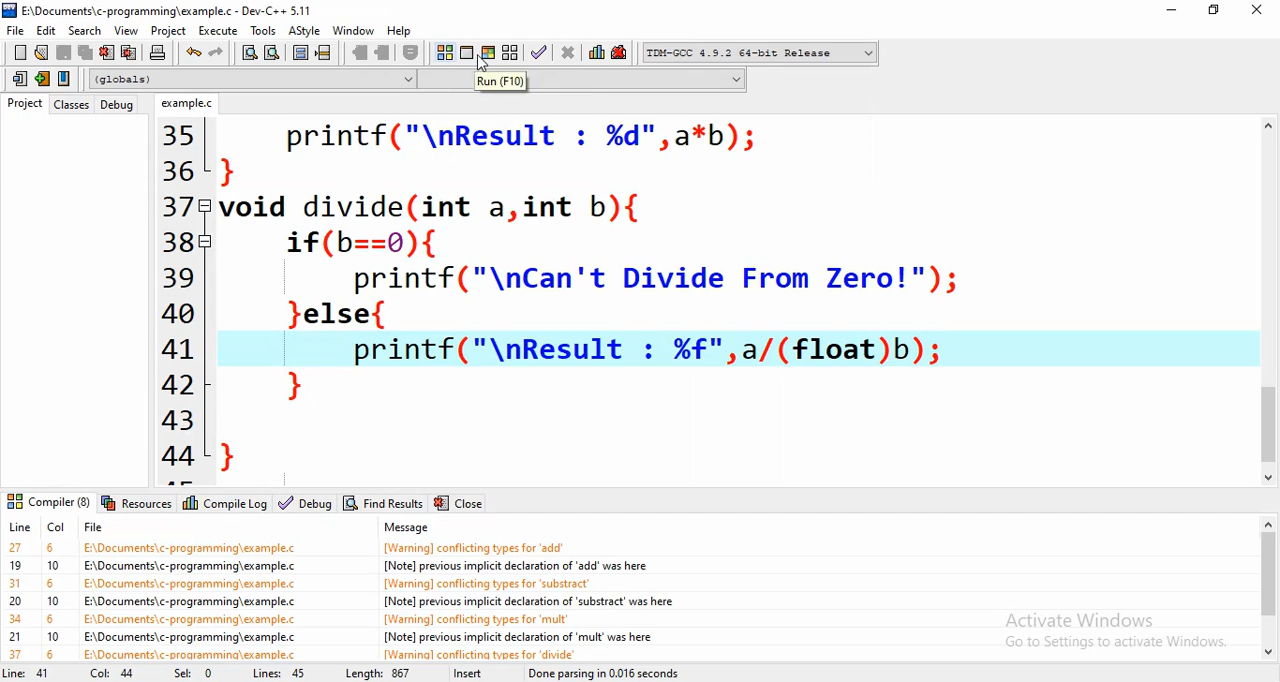 E:\Documents\c-programming\example.c - Dev-C++ 5.11
File Edit Search View Project Execute Tools AStyle Window Help
TDM-GCC 4.9.2 64-bit Release
(globals)
Run (F10)
Project Classes Debug
example.c
35 printf("\nResult : %d",a*b);
36 }
37 void divide(int a,int b){
38 if(b==0){
39 printf("\nCan't Divide From Zero!");
40 }else{
41 printf("\nResult : %f",a/(float)b);
42 }
43
44 }
Compiler (8) Resources Compile Log Debug Find Results Close
Line Col File Message
27 6 E:\Documents\c-programming\example.c [Warning] conflicting types for 'add'
19 10 E:\Documents\c-programming\example.c [Note] previous implicit declaration of 'add' was here
31 6 E:\Documents\c-programming\example.c [Warning] conflicting types for 'substract'
20 10 E:\Documents\c-programming\example.c [Note] previous implicit declaration of 'substract' was here
34 6 E:\Documents\c-programming\example.c [Warning] conflicting types for 'mult'
21 10 E:\Documents\c-programming\example.c [Note] previous implicit declaration of 'mult' was here
37 6 E:\Documents\c-programming\example.c [Warning] conflicting types for 'divide'
Activate Windows
Go to Settings to activate Windows.
Line: 41 Col: 44 Sel: 0 Lines: 45 Length: 867 Insert Done parsing in 0.016 seconds